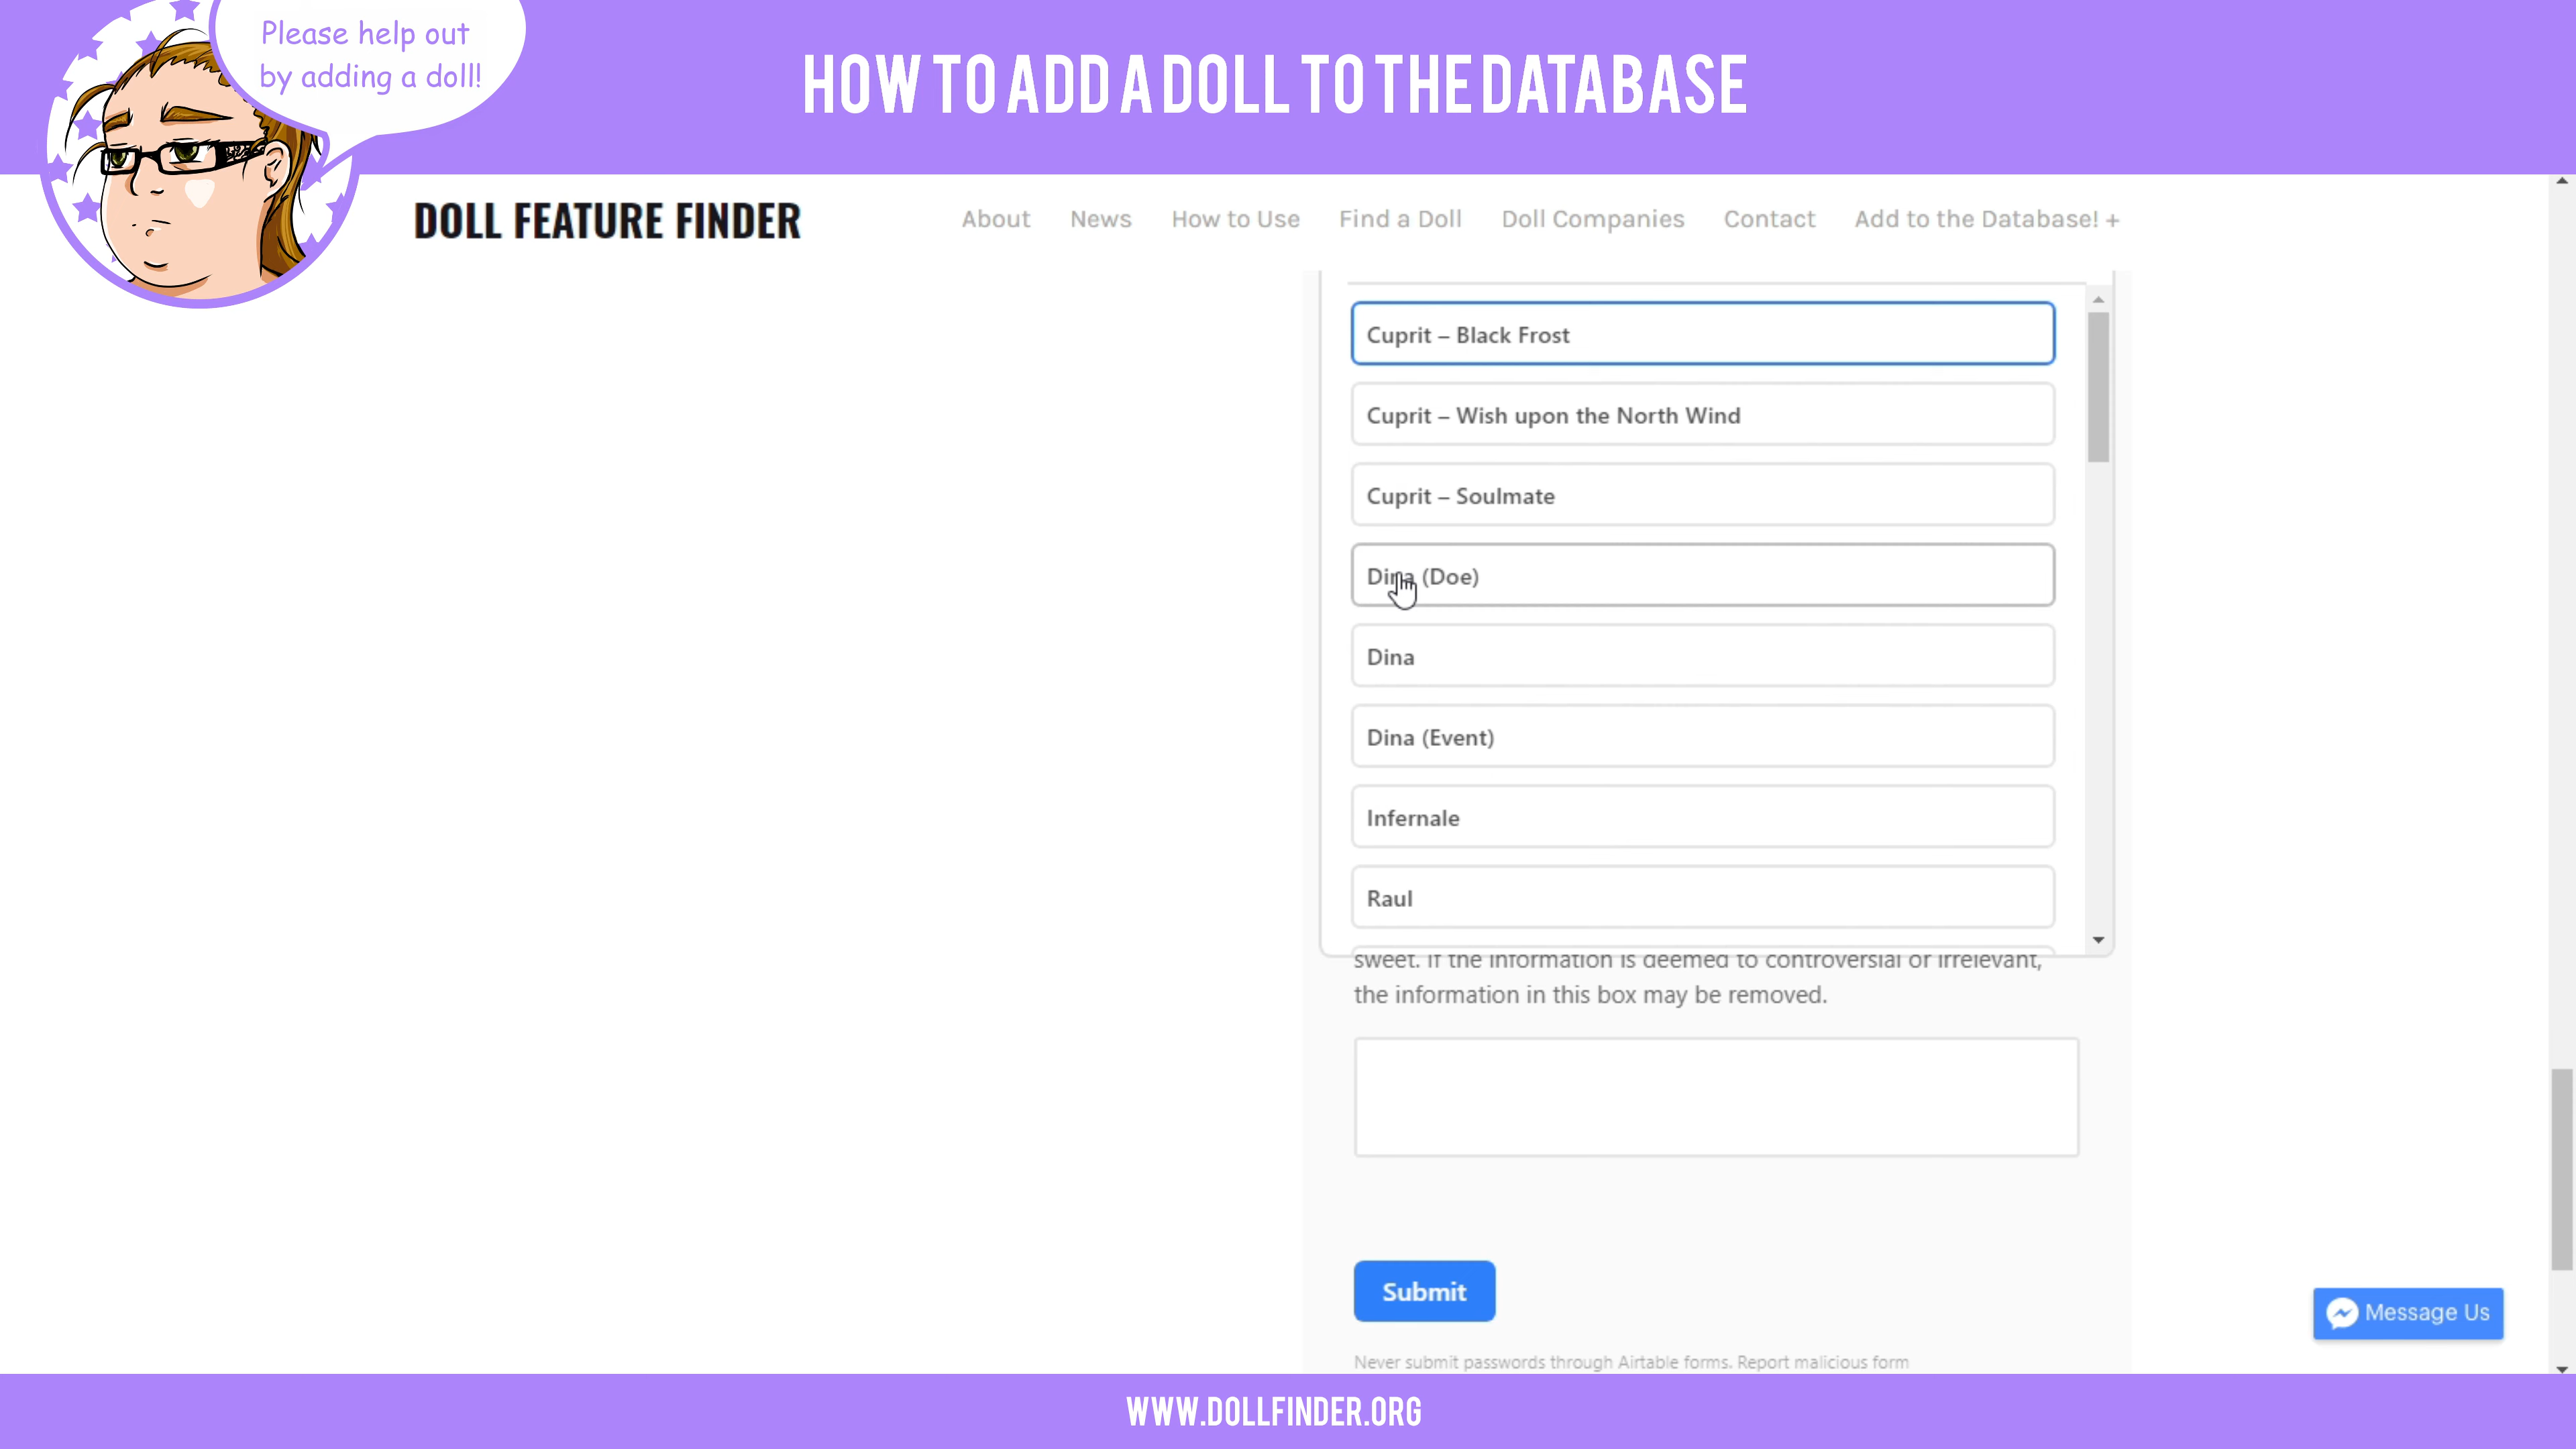 Please help out
by adding a doll!
HOW TO ADD A DOLL TO THE DATABASE
DOLL FEATURE FINDER
About News How to Use Find a Doll Doll Companies Contact Add to the Database! +
Cuprit – Black Frost
Cuprit – Wish upon the North Wind
Cuprit – Soulmate
Dina (Doe)
Dina
Dina (Event)
Infernale
Raul
sweet. If the information is deemed to controversial or irrelevant,
the information in this box may be removed.
Submit
Message Us
Never submit passwords through Airtable forms. Report malicious form
WWW.DOLLFINDER.ORG